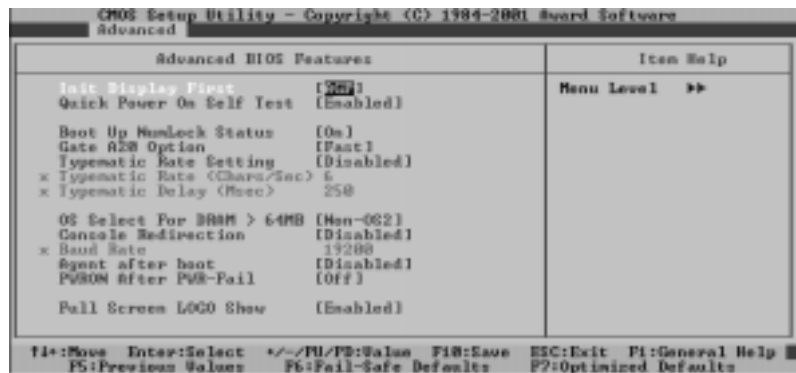 CMOS Setup Utility - Copyright (C) 1984-2001 Award Software
Advanced
Advanced BIOS Features
Item Help
Init Display First [AGP]
Menu Level ▶▶
Quick Power On Self Test [Enabled]
Boot Up NumLock Status [On]
Gate A20 Option [Fast]
Typematic Rate Setting [Disabled]
x Typematic Rate (Chars/Sec) 6
x Typematic Delay (Msec) 250
OS Select For DRAM > 64MB [Non-OS2]
Console Redirection [Disabled]
x Baud Rate 19200
Agent after boot [Disabled]
PWRON After PWR-Fail [Off]
Full Screen LOGO Show [Enabled]
↑↓←:Move Enter:Select +/-/PU/PD:Value F10:Save ESC:Exit F1:General Help
F5:Previous Values F6:Fail-Safe Defaults F7:Optimized Defaults